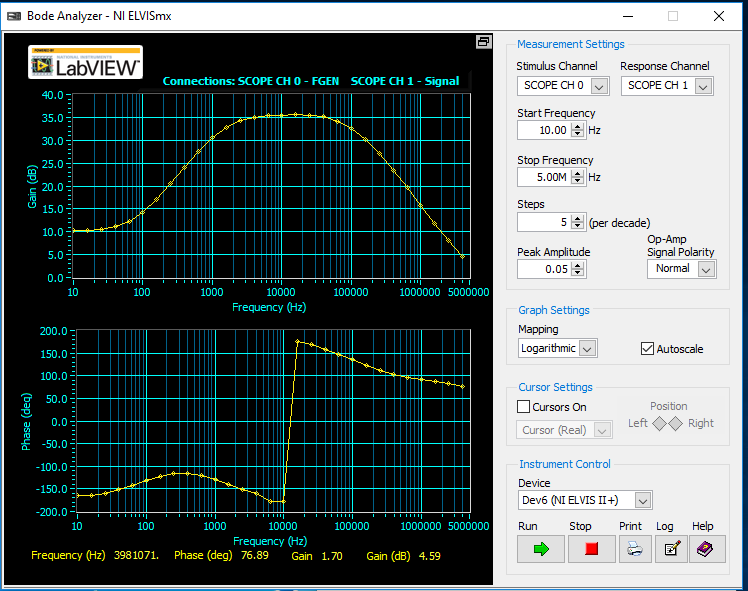 Bode Analyzer - NI ELVISmx
POWERED BY
NATIONAL INSTRUMENTS
LabVIEW™
Connections: SCOPE CH 0 - FGEN SCOPE CH 1 - Signal
40.0
35.0
30.0
25.0
20.0
15.0
10.0
5.0
0.0
Gain (dB)
10 100 1000 10000 100000 1000000 5000000
Frequency (Hz)
200.0
150.0
100.0
50.0
0.0
-50.0
-100.0
-150.0
-200.0
Phase (deg)
10 100 1000 10000 100000 1000000 5000000
Frequency (Hz)
Frequency (Hz) 3981071. Phase (deg) 76.89 Gain 1.70 Gain (dB) 4.59
Measurement Settings
Stimulus Channel Response Channel
SCOPE CH 0 SCOPE CH 1
Start Frequency
10.00 Hz
Stop Frequency
5.00M Hz
Steps
5 (per decade)
Op-Amp
Peak Amplitude Signal Polarity
0.05 Normal
Graph Settings
Mapping
Logarithmic Autoscale
Cursor Settings
Cursors On Position
Cursor (Real) Left Right
Instrument Control
Device
Dev6 (NI ELVIS II+)
Run Stop Print Log Help